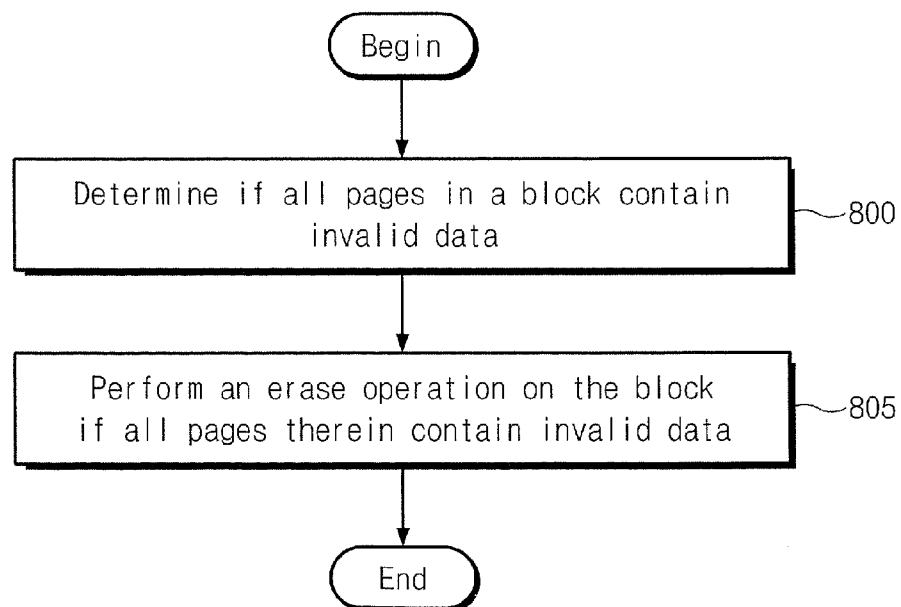 Begin
Determine if all pages in a block contain
invalid data
800
Perform an erase operation on the block
if all pages therein contain invalid data
805
End